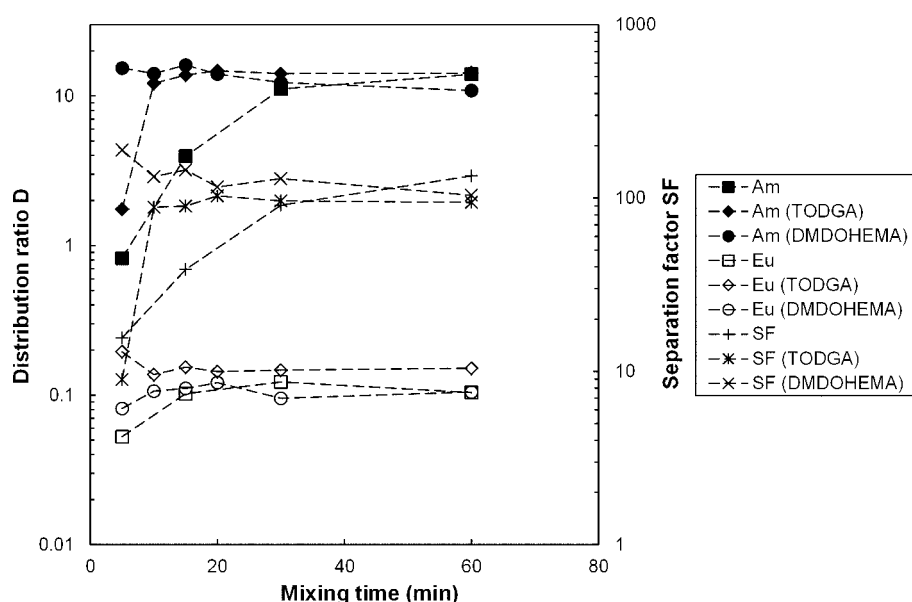 Distribution ratio D
10
1
0.1
0.01
0
20
40
60
80
Mixing time (min)
1000
100
10
1
Separation factor SF
Am
Am (TODGA)
Am (DMDOHEMA)
Eu
Eu (TODGA)
Eu (DMDOHEMA)
SF
SF (TODGA)
SF (DMDOHEMA)